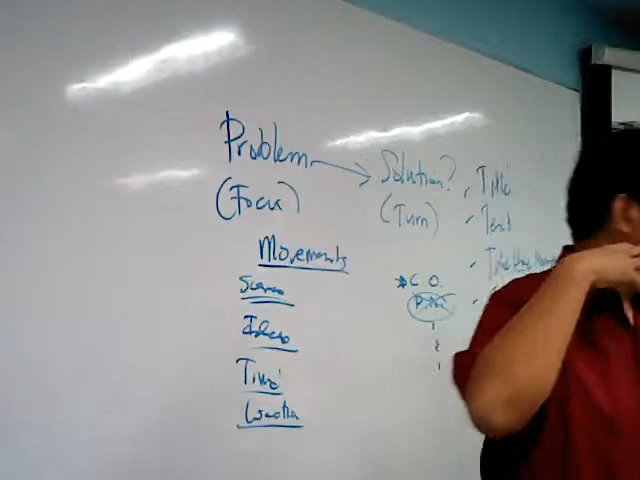 Problem → Solution?
(Focus) (Turn)
Movements
Scenes
Ideas
Time
Location
C.O.
Title
Text